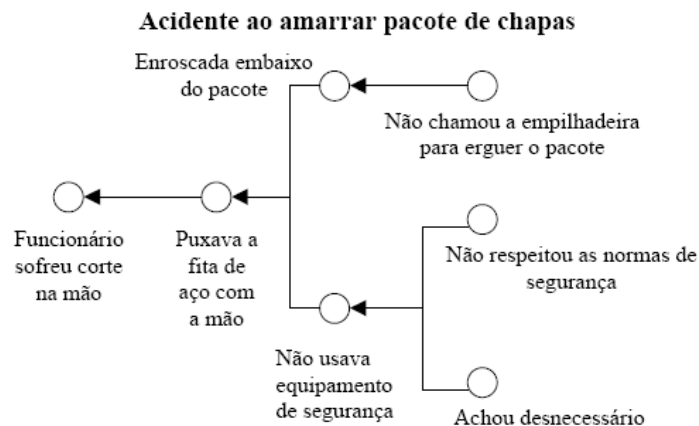 Acidente ao amarrar pacote de chapas
Enroscada embaixo
do pacote
Não chamou a empilhadeira
para erguer o pacote
Funcionário
sofreu corte
na mão
Puxava a
fita de
aço com
a mão
Não respeitou as normas de
segurança
Não usava
equipamento
de segurança
Achou desnecessário